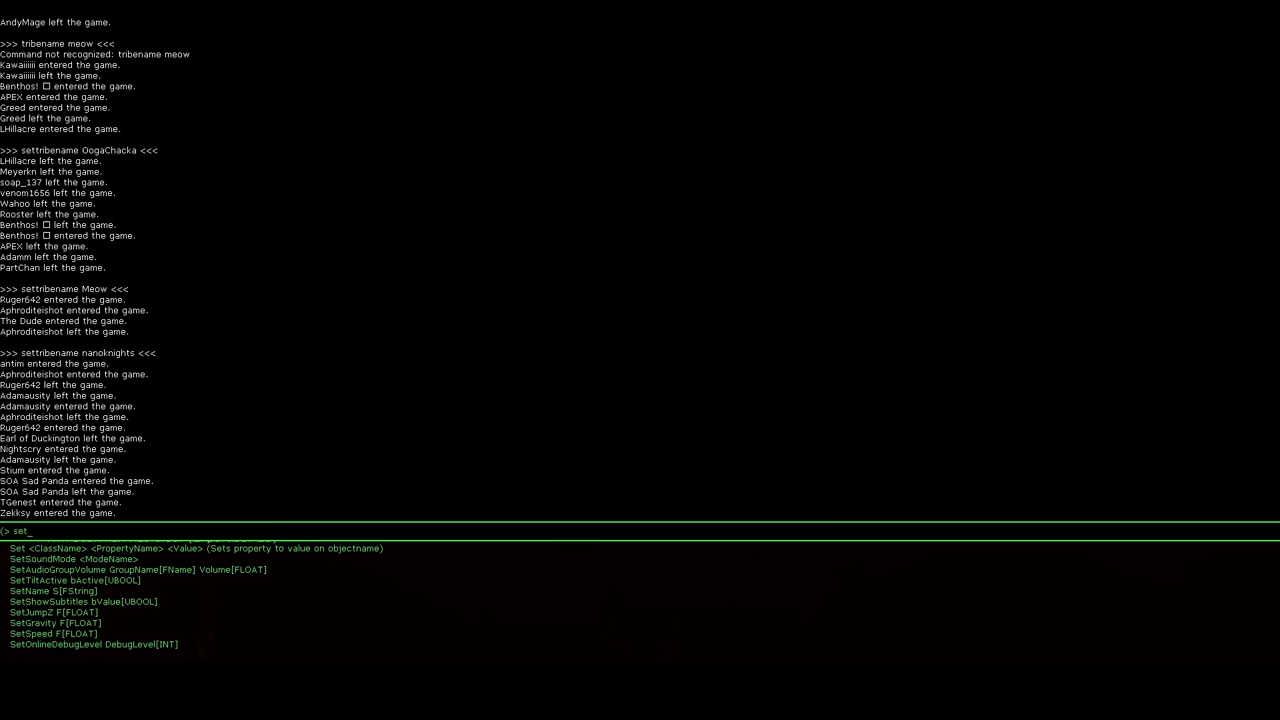 AndyMage left the game.
>>> tribename meow <<<
Command not recognized: tribename meow
Kawaiiiiii entered the game.
Kawaiiiiii left the game.
Benthos! □ entered the game.
APEX entered the game.
Greed entered the game.
Greed left the game.
LHillacre entered the game.
>>> settribename OogaChacka <<<
LHillacre left the game.
Meyerkn left the game.
soap_137 left the game.
venom1656 left the game.
Wahoo left the game.
Rooster left the game.
Benthos! □ left the game.
Benthos! □ entered the game.
APEX left the game.
Adamm left the game.
PartChan left the game.
>>> settribename Meow <<<
Ruger642 entered the game.
Aphroditeishot entered the game.
The Dude entered the game.
Aphroditeishot left the game.
>>> settribename nanoknights <<<
antim entered the game.
Aphroditeishot entered the game.
Ruger642 left the game.
Adamausity left the game.
Adamausity entered the game.
Aphroditeishot left the game.
Ruger642 entered the game.
Earl of Duckington left the game.
Nightscry entered the game.
Adamausity left the game.
Stium entered the game.
SOA Sad Panda entered the game.
SOA Sad Panda left the game.
TGenest entered the game.
Zekksy entered the game.
(> set_
Set <ClassName> <PropertyName> <Value> (Sets property to value on objectname)
SetSoundMode <ModeName>
SetAudioGroupVolume GroupName[FName] Volume[FLOAT]
SetTiltActive bActive[UBOOL]
SetName S[FString]
SetShowSubtitles bValue[UBOOL]
SetJumpZ F[FLOAT]
SetGravity F[FLOAT]
SetSpeed F[FLOAT]
SetOnlineDebugLevel DebugLevel[INT]